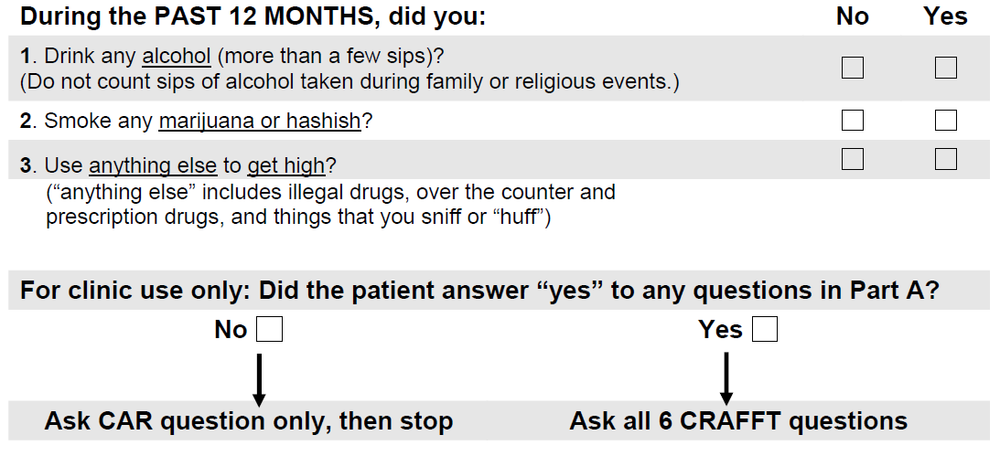 During the PAST 12 MONTHS, did you: No Yes
1. Drink any alcohol (more than a few sips)?
(Do not count sips of alcohol taken during family or religious events.)
2. Smoke any marijuana or hashish?
3. Use anything else to get high?
(“anything else” includes illegal drugs, over the counter and
prescription drugs, and things that you sniff or “huff”)
For clinic use only: Did the patient answer “yes” to any questions in Part A?
No Yes
Ask CAR question only, then stop Ask all 6 CRAFFT questions